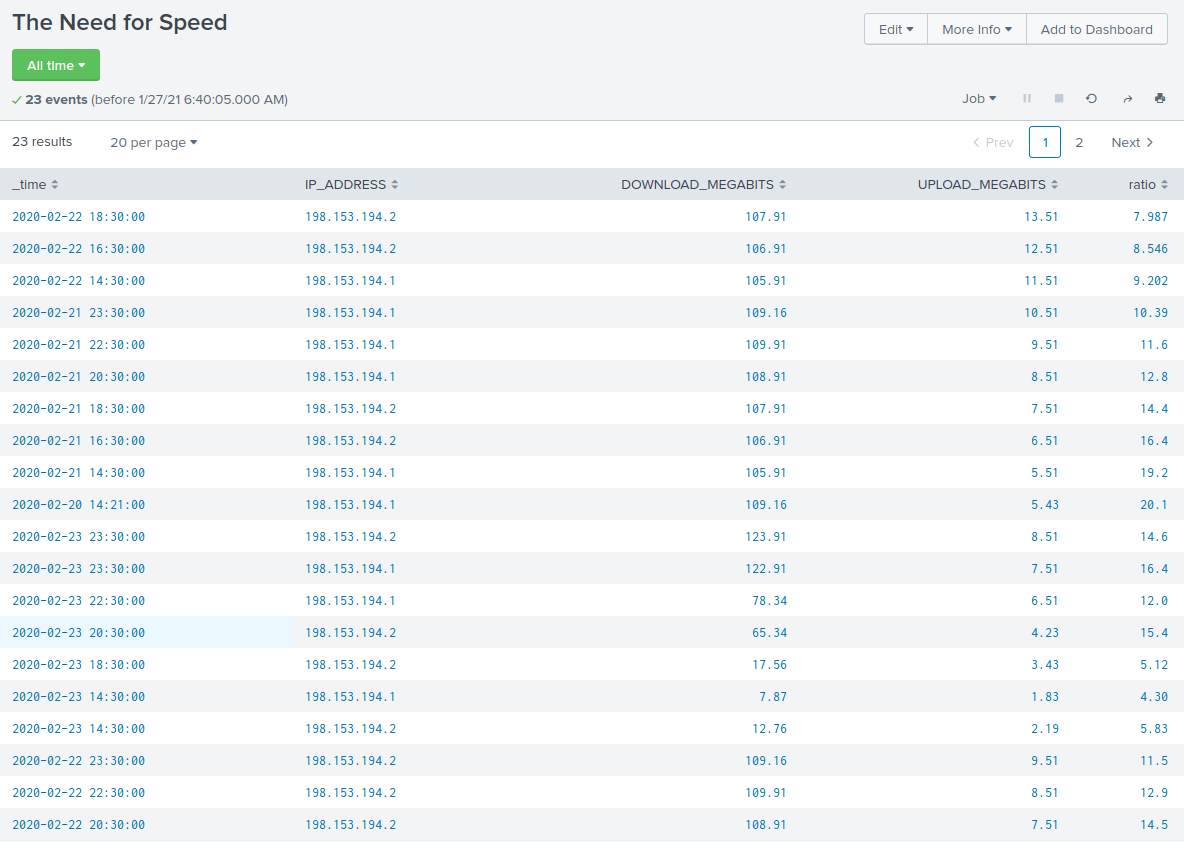 The Need for Speed
Edit More Info Add to Dashboard
All time
23 events (before 1/27/21 6:40:05.000 AM)
Job
23 results 20 per page Prev 1 2 Next
_time IP_ADDRESS DOWNLOAD_MEGABITS UPLOAD_MEGABITS ratio
2020-02-22 18:30:00 198.153.194.2 107.91 13.51 7.987
2020-02-22 16:30:00 198.153.194.2 106.91 12.51 8.546
2020-02-22 14:30:00 198.153.194.1 105.91 11.51 9.202
2020-02-21 23:30:00 198.153.194.1 109.16 10.51 10.39
2020-02-21 22:30:00 198.153.194.1 109.91 9.51 11.6
2020-02-21 20:30:00 198.153.194.1 108.91 8.51 12.8
2020-02-21 18:30:00 198.153.194.2 107.91 7.51 14.4
2020-02-21 16:30:00 198.153.194.2 106.91 6.51 16.4
2020-02-21 14:30:00 198.153.194.1 105.91 5.51 19.2
2020-02-20 14:21:00 198.153.194.1 109.16 5.43 20.1
2020-02-23 23:30:00 198.153.194.2 123.91 8.51 14.6
2020-02-23 23:30:00 198.153.194.1 122.91 7.51 16.4
2020-02-23 22:30:00 198.153.194.1 78.34 6.51 12.0
2020-02-23 20:30:00 198.153.194.2 65.34 4.23 15.4
2020-02-23 18:30:00 198.153.194.2 17.56 3.43 5.12
2020-02-23 14:30:00 198.153.194.1 7.87 1.83 4.30
2020-02-23 14:30:00 198.153.194.2 12.76 2.19 5.83
2020-02-22 23:30:00 198.153.194.2 109.16 9.51 11.5
2020-02-22 22:30:00 198.153.194.2 109.91 8.51 12.9
2020-02-22 20:30:00 198.153.194.2 108.91 7.51 14.5